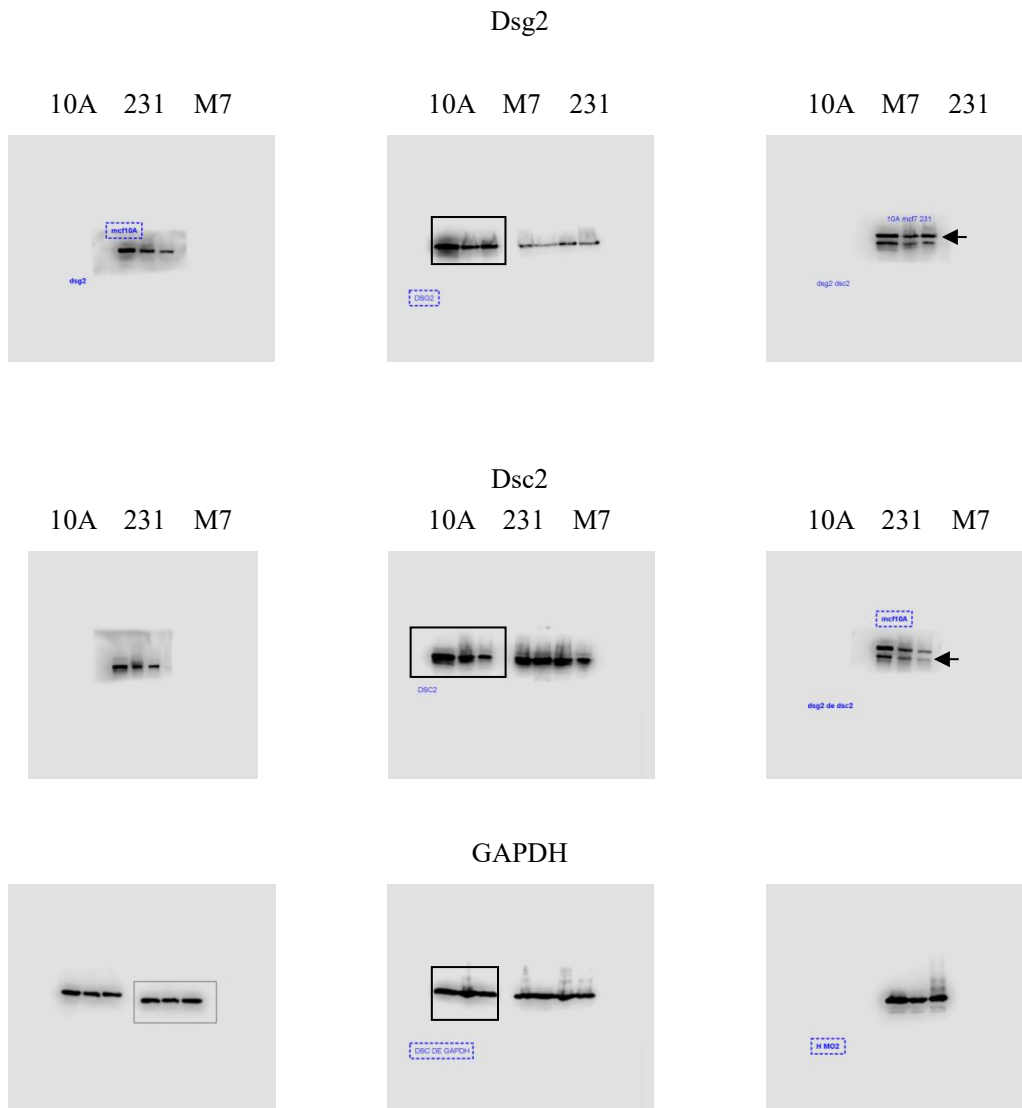 Dsg2
10A 231 M7
10A M7 231
10A M7 231
mcf10A
dsg2
DSG2
10A mcf7 231
dsg2 dsc2
Dsc2
10A 231 M7
10A 231 M7
10A 231 M7
DSC2
mcf10A
dsg2 de dsc2
GAPDH
DSC DE GAPDH
H MO2